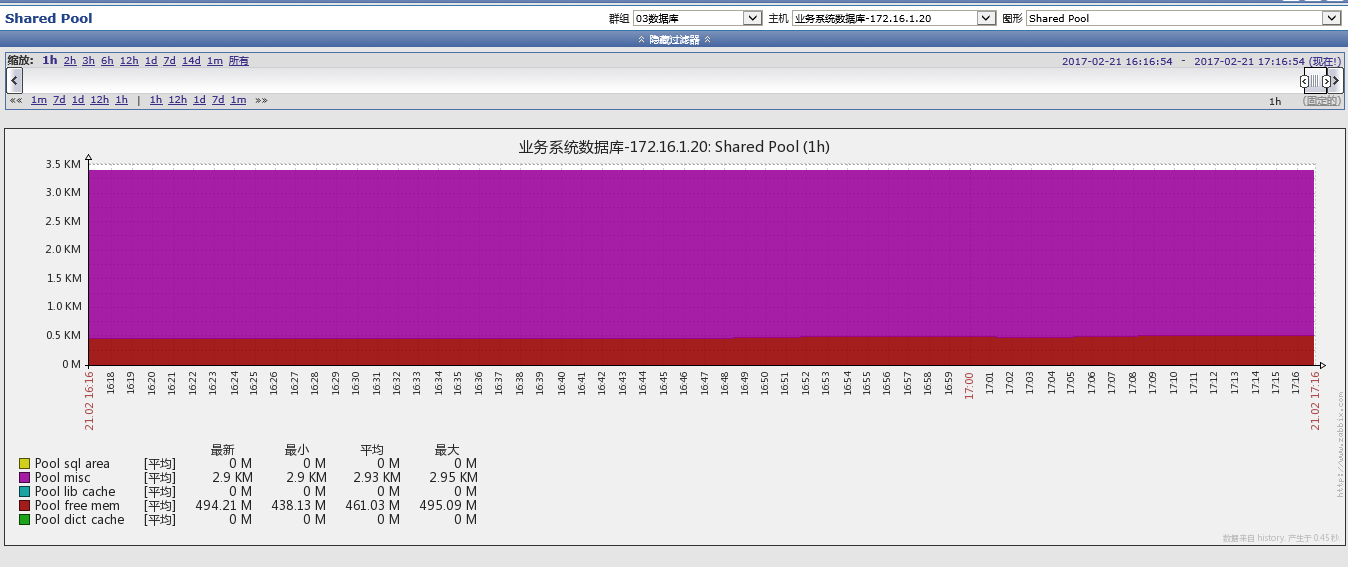 Shared Pool 群组 03数据库 主机 业务系统数据库-172.16.1.20 图形 Shared Pool
隐藏过滤器
缩放: 1h 2h 3h 6h 12h 1d 7d 14d 1m 所有 2017-02-21 16:16:54 - 2017-02-21 17:16:54 (现在!)
«« 1m 7d 1d 12h 1h | 1h 12h 1d 7d 1m »» 1h (固定的)
业务系统数据库-172.16.1.20: Shared Pool (1h)
3.5 KM
3.0 KM
2.5 KM
2.0 KM
1.5 KM
1.0 KM
0.5 KM
0 M
21.02 16:16
16:18
16:19
16:20
16:21
16:22
16:23
16:24
16:25
16:26
16:27
16:28
16:29
16:30
16:31
16:32
16:33
16:34
16:35
16:36
16:37
16:38
16:39
16:40
16:41
16:42
16:43
16:44
16:45
16:46
16:47
16:48
16:49
16:50
16:51
16:52
16:53
16:54
16:55
16:56
16:57
16:58
16:59
17:00
17:01
17:02
17:03
17:04
17:05
17:06
17:07
17:08
17:09
17:10
17:11
17:12
17:13
17:14
17:15
17:16
21.02 17:16
最新 最小 平均 最大
Pool sql area [平均] 0 M 0 M 0 M 0 M
Pool misc [平均] 2.9 KM 2.9 KM 2.93 KM 2.95 KM
Pool lib cache [平均] 0 M 0 M 0 M 0 M
Pool free mem [平均] 494.21 M 438.13 M 461.03 M 495.09 M
Pool dict cache [平均] 0 M 0 M 0 M 0 M
http://www.zabbix.com
数据来自 history. 产生于 0.45 秒.